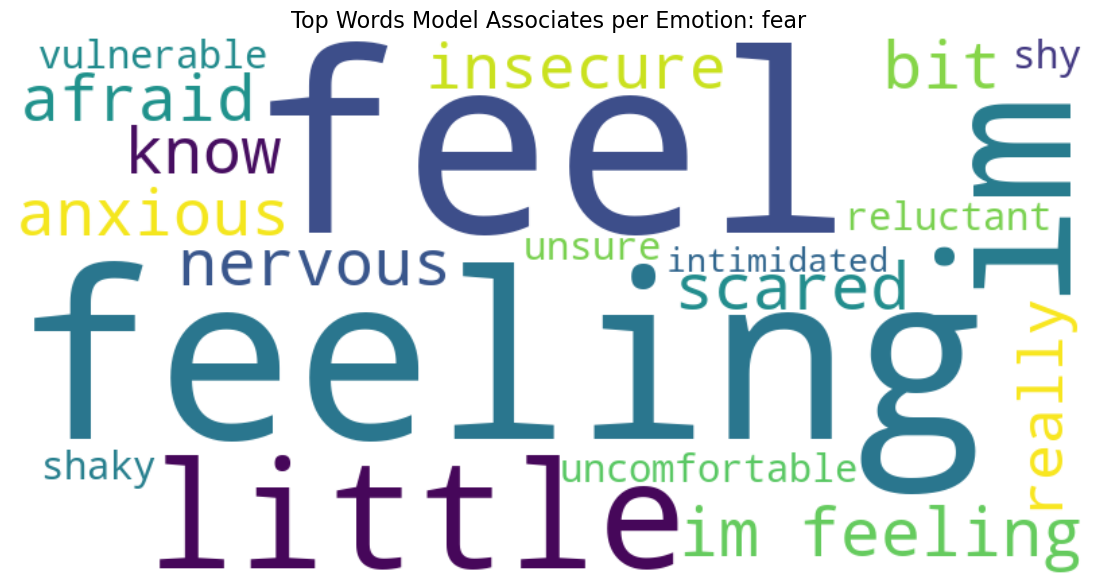 Top Words Model Associates per Emotion: fear
vulnerable
insecure
bit
shy
afraid
feel
im
know
anxious
reluctant
nervous
unsure
intimidated
scared
feeling
really
shaky
little
uncomfortable
im feeling